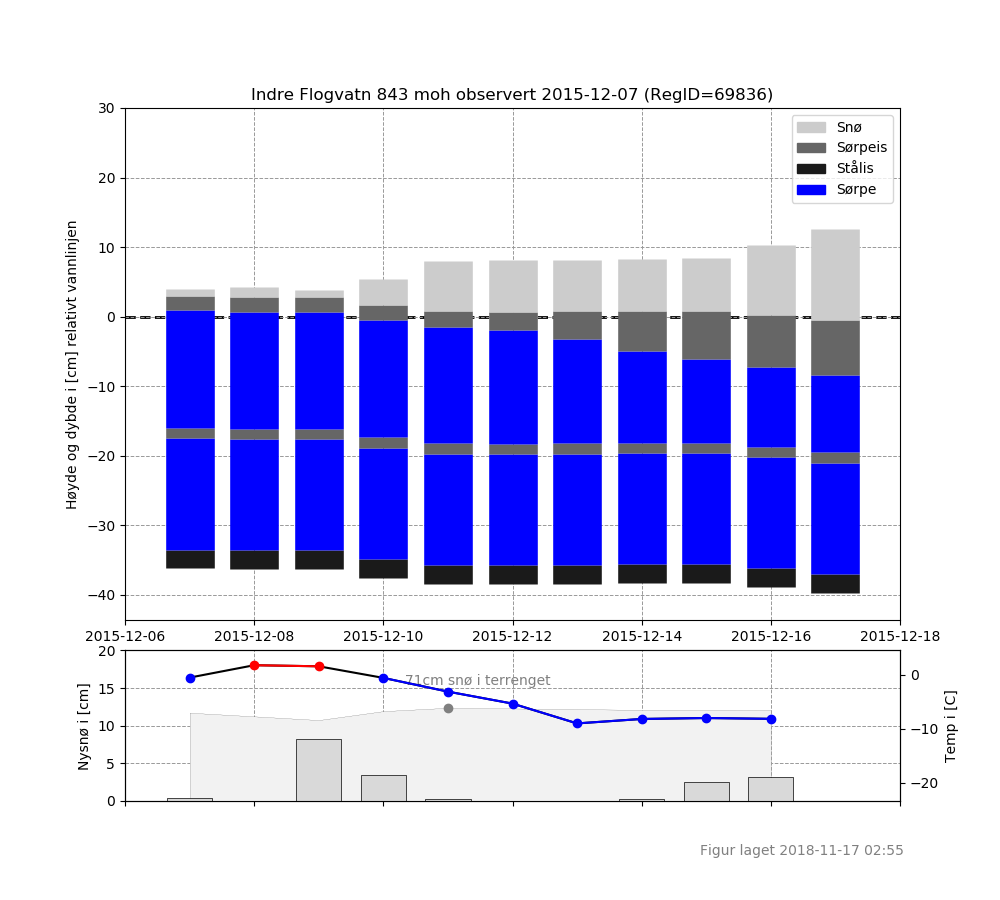 Indre Flogvatn 843 moh observert 2015-12-07 (RegID=69836)
Høyde og dybde i [cm] relativt vannlinjen
30
20
10
0
−10
−20
−30
−40
Snø
Sørpeis
Stålis
Sørpe
2015-12-06 2015-12-08 2015-12-10 2015-12-12 2015-12-14 2015-12-16 2015-12-18
Nysnø i [cm]
20
15
10
5
0
71cm snø i terrenget
0
−10
−20
Temp i [C]
Figur laget 2018-11-17 02:55